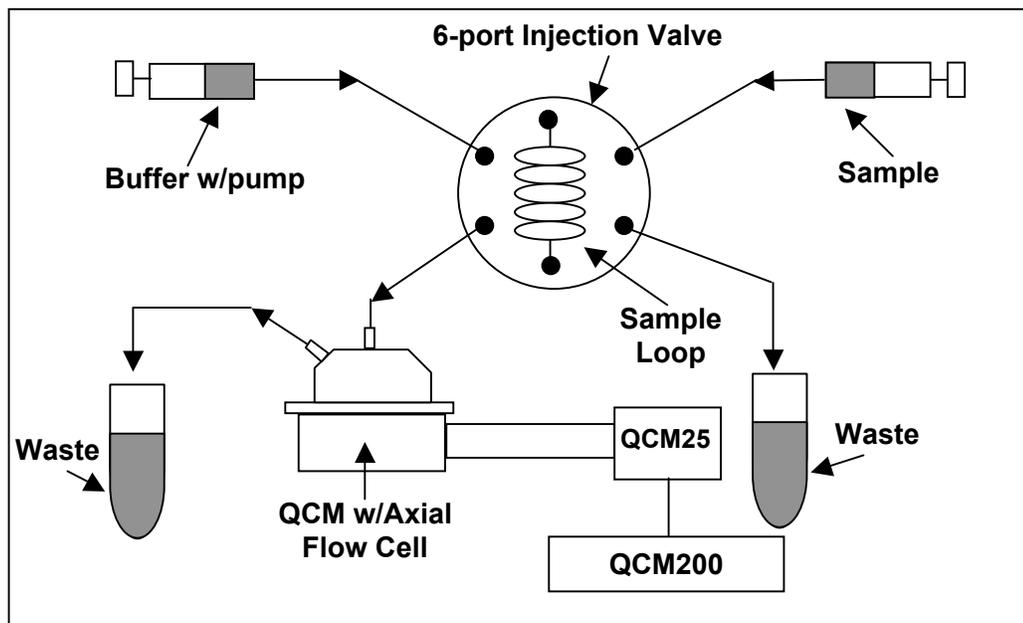 6-port Injection Valve
Buffer w/pump
Sample
Sample
Loop
Waste
QCM25
Waste
QCM w/Axial
Flow Cell
QCM200